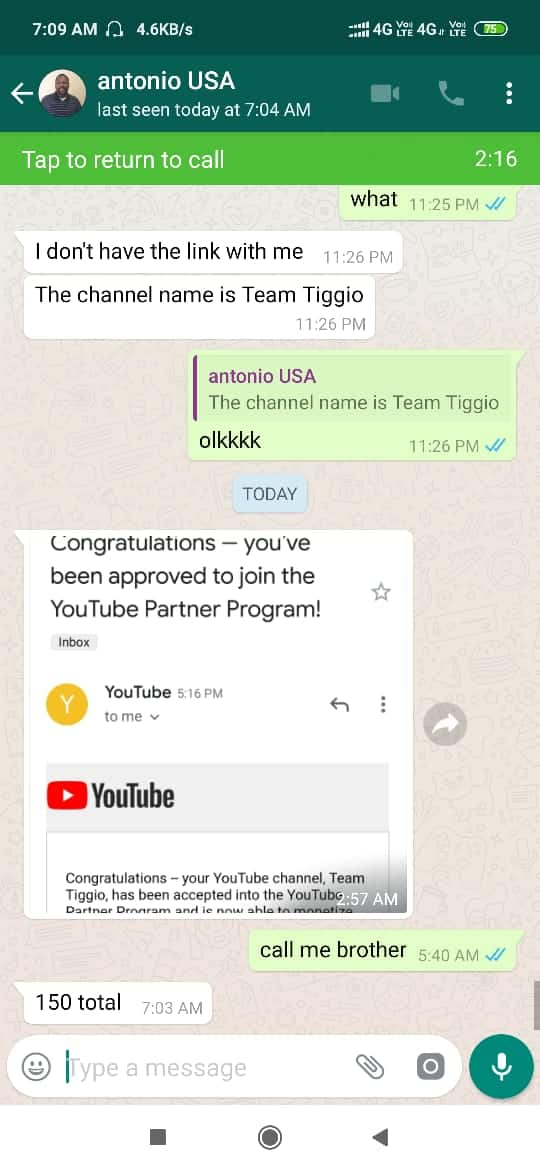 7:09 AM 4.6KB/s 4G Vo) LTE 4G Vo) LTE 75
antonio USA
last seen today at 7:04 AM
Tap to return to call 2:16
what 11:25 PM
I don't have the link with me 11:26 PM
The channel name is Team Tiggio
11:26 PM
antonio USA
The channel name is Team Tiggio
olkkkk 11:26 PM
TODAY
Congratulations – you've
been approved to join the
YouTube Partner Program!
Inbox
Y
YouTube 5:16 PM
to me
YouTube
Congratulations – your YouTube channel, Team
Tiggio, has been accepted into the YouTube
Partner Program and is now able to monetize
2:57 AM
call me brother 5:40 AM
150 total 7:03 AM
Type a message